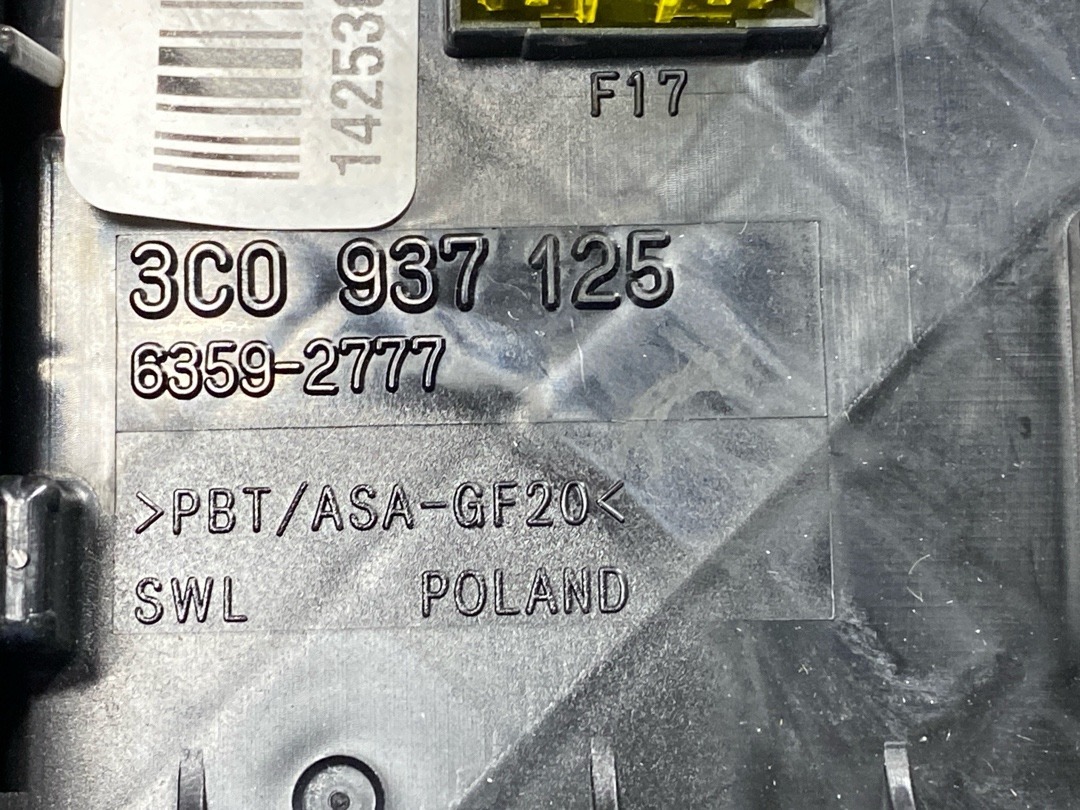 F17
3C0 937 125
6359-2777
>PBT/ASA-GF20<
SWL POLAND